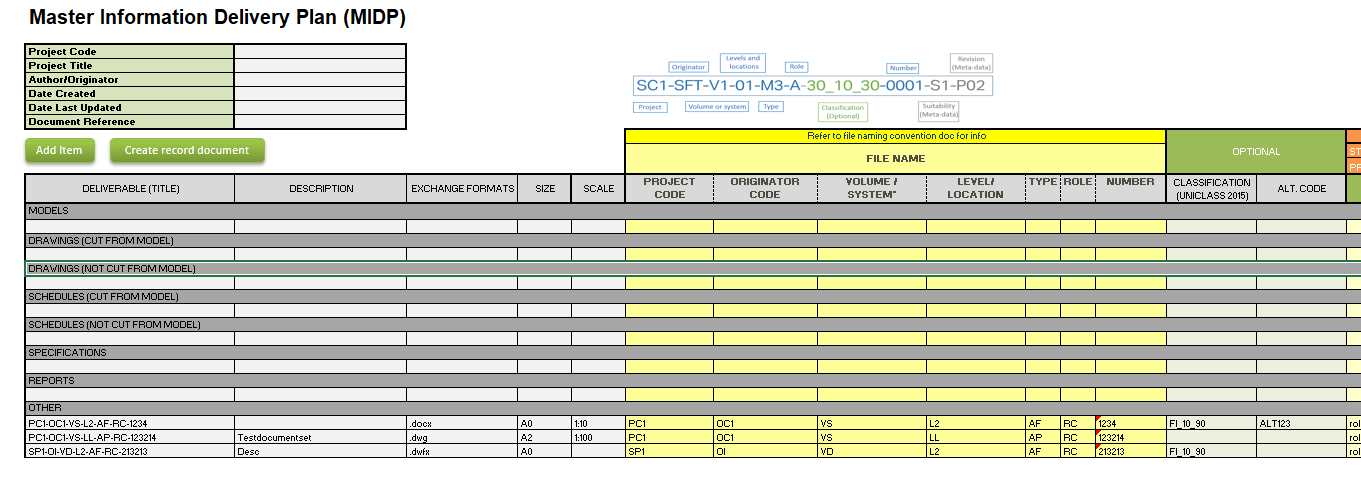 Master Information Delivery Plan (MIDP)
Project Code
Project Title
Author/Originator
Date Created
Date Last Updated
Document Reference
Originator Levels and locations Role Number Revision (Meta-data)
SC1-SFT-V1-01-M3-A-30_10_30-0001-S1-P02
Project Volume or system Type Classification (Optional) Suitability (Meta-data)
Add Item Create record document
Refer to file naming convention doc for info
FILE NAME OPTIONAL
DELIVERABLE (TITLE) DESCRIPTION EXCHANGE FORMATS SIZE SCALE PROJECT CODE ORIGINATOR CODE VOLUME / SYSTEM* LEVEL/ LOCATION TYPE ROLE NUMBER CLASSIFICATION (UNICLASS 2015) ALT. CODE
MODELS
DRAWINGS (CUT FROM MODEL)
DRAWINGS (NOT CUT FROM MODEL)
SCHEDULES (CUT FROM MODEL)
SCHEDULES (NOT CUT FROM MODEL)
SPECIFICATIONS
REPORTS
OTHER
PC1-OC1-VS-L2-AF-RC-1234 .docx A0 1:10 PC1 OC1 VS L2 AF RC 1234 FI_10_90 ALT123 rol
PC1-OC1-VS-LL-AP-RC-123214 Testdocumentset .dwg A2 1:100 PC1 OC1 VS LL AP RC 123214 rol
SP1-OI-VD-L2-AF-RC-213213 Desc .dwfx A0 SP1 OI VD L2 AF RC 213213 FI_10_90 rol